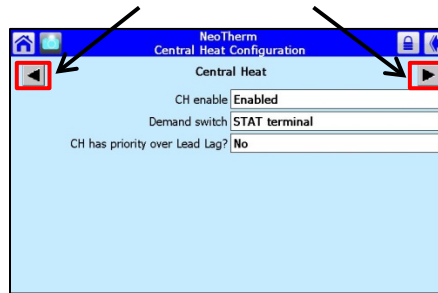 NeoTherm
Central Heat Configuration
Central Heat
CH enable Enabled
Demand switch STAT terminal
CH has priority over Lead Lag? No